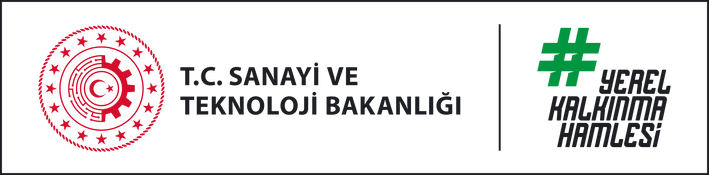 T.C. SANAYİ VE
TEKNOLOJİ BAKANLIĞI
#YEREL
KALKINMA
HAMLESİ